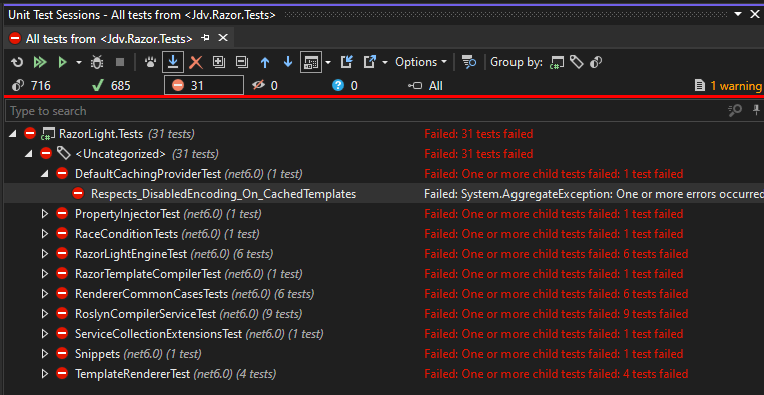 Unit Test Sessions - All tests from <Jdv.Razor.Tests>
All tests from <Jdv.Razor.Tests>
Options Group by:
716 685 31 0 0 All 1 warning
Type to search
RazorLight.Tests (31 tests) Failed: 31 tests failed
<Uncategorized> (31 tests) Failed: 31 tests failed
DefaultCachingProviderTest (net6.0) (1 test) Failed: One or more child tests failed: 1 test failed
Respects_DisabledEncoding_On_CachedTemplates Failed: System.AggregateException: One or more errors occurred
PropertyInjectorTest (net6.0) (1 test) Failed: One or more child tests failed: 1 test failed
RaceConditionTests (net6.0) (1 test) Failed: One or more child tests failed: 1 test failed
RazorLightEngineTest (net6.0) (6 tests) Failed: One or more child tests failed: 6 tests failed
RazorTemplateCompilerTest (net6.0) (1 test) Failed: One or more child tests failed: 1 test failed
RendererCommonCasesTests (net6.0) (6 tests) Failed: One or more child tests failed: 6 tests failed
RoslynCompilerServiceTest (net6.0) (9 tests) Failed: One or more child tests failed: 9 tests failed
ServiceCollectionExtensionsTest (net6.0) (1 test) Failed: One or more child tests failed: 1 test failed
Snippets (net6.0) (1 test) Failed: One or more child tests failed: 1 test failed
TemplateRendererTest (net6.0) (4 tests) Failed: One or more child tests failed: 4 tests failed